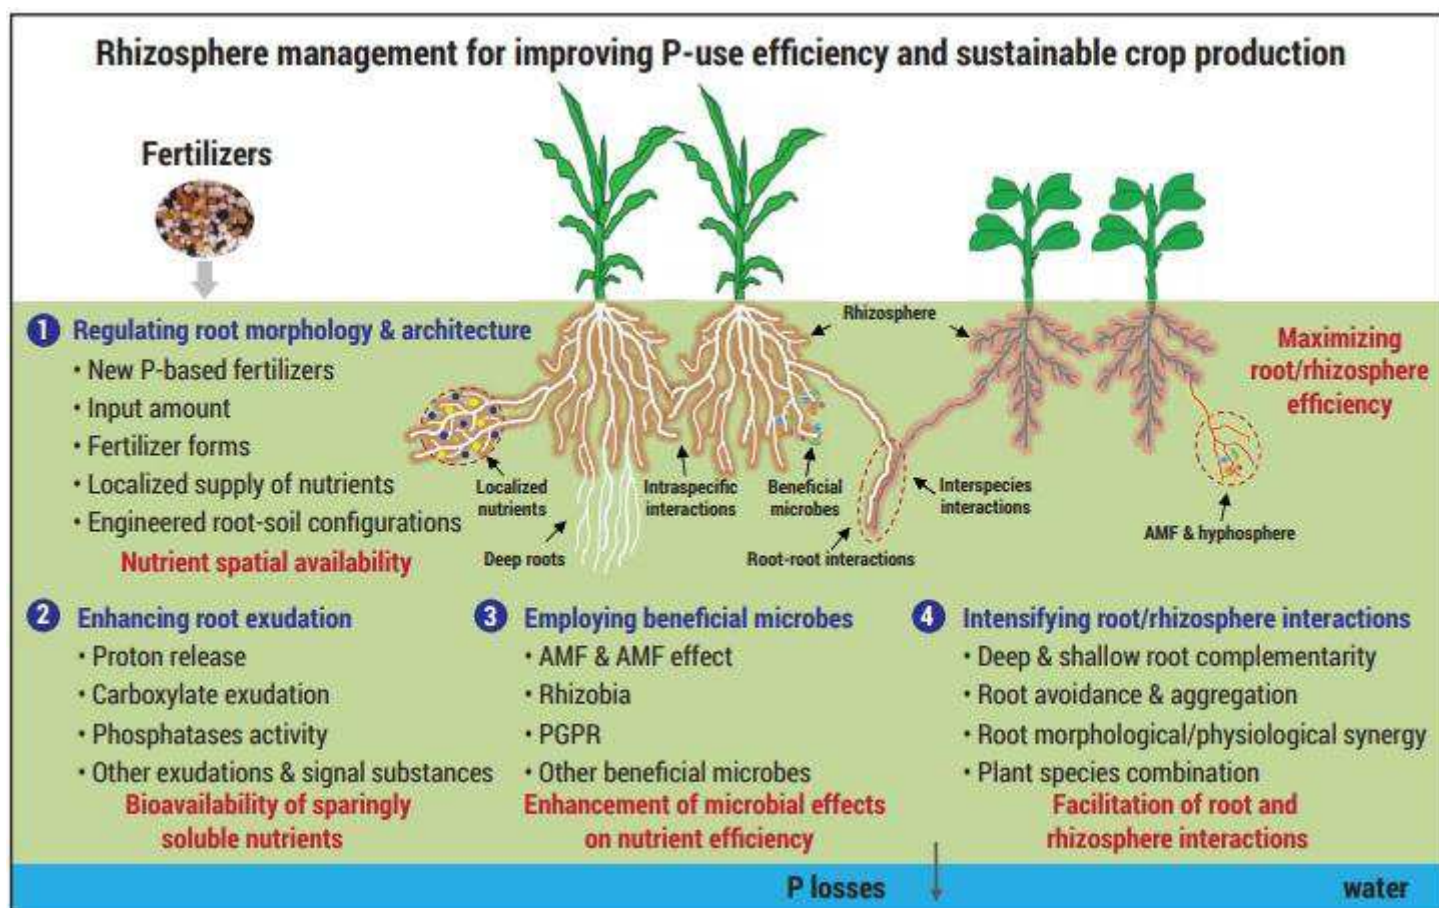 Rhizosphere management for improving P-use efficiency and sustainable crop production
Fertilizers
1 Regulating root morphology & architecture
• New P-based fertilizers
• Input amount
• Fertilizer forms
• Localized supply of nutrients
• Engineered root-soil configurations
Nutrient spatial availability
Rhizosphere
Maximizing
root/rhizosphere
efficiency
Localized
nutrients
Deep roots
Intraspecific
interactions
Beneficial
microbes
Root-root interactions
Interspecies
interactions
AMF & hyphosphere
2 Enhancing root exudation
• Proton release
• Carboxylate exudation
• Phosphatases activity
• Other exudations & signal substances
Bioavailability of sparingly
soluble nutrients
3 Employing beneficial microbes
• AMF & AMF effect
• Rhizobia
• PGPR
• Other beneficial microbes
Enhancement of microbial effects
on nutrient efficiency
4 Intensifying root/rhizosphere interactions
• Deep & shallow root complementarity
• Root avoidance & aggregation
• Root morphological/physiological synergy
• Plant species combination
Facilitation of root and
rhizosphere interactions
P losses
water